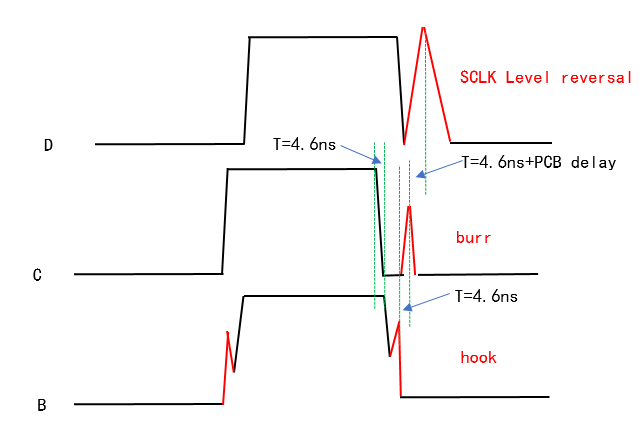 SCLK Level reversal
D
T=4.6ns
T=4.6ns+PCB delay
burr
C
T=4.6ns
hook
B